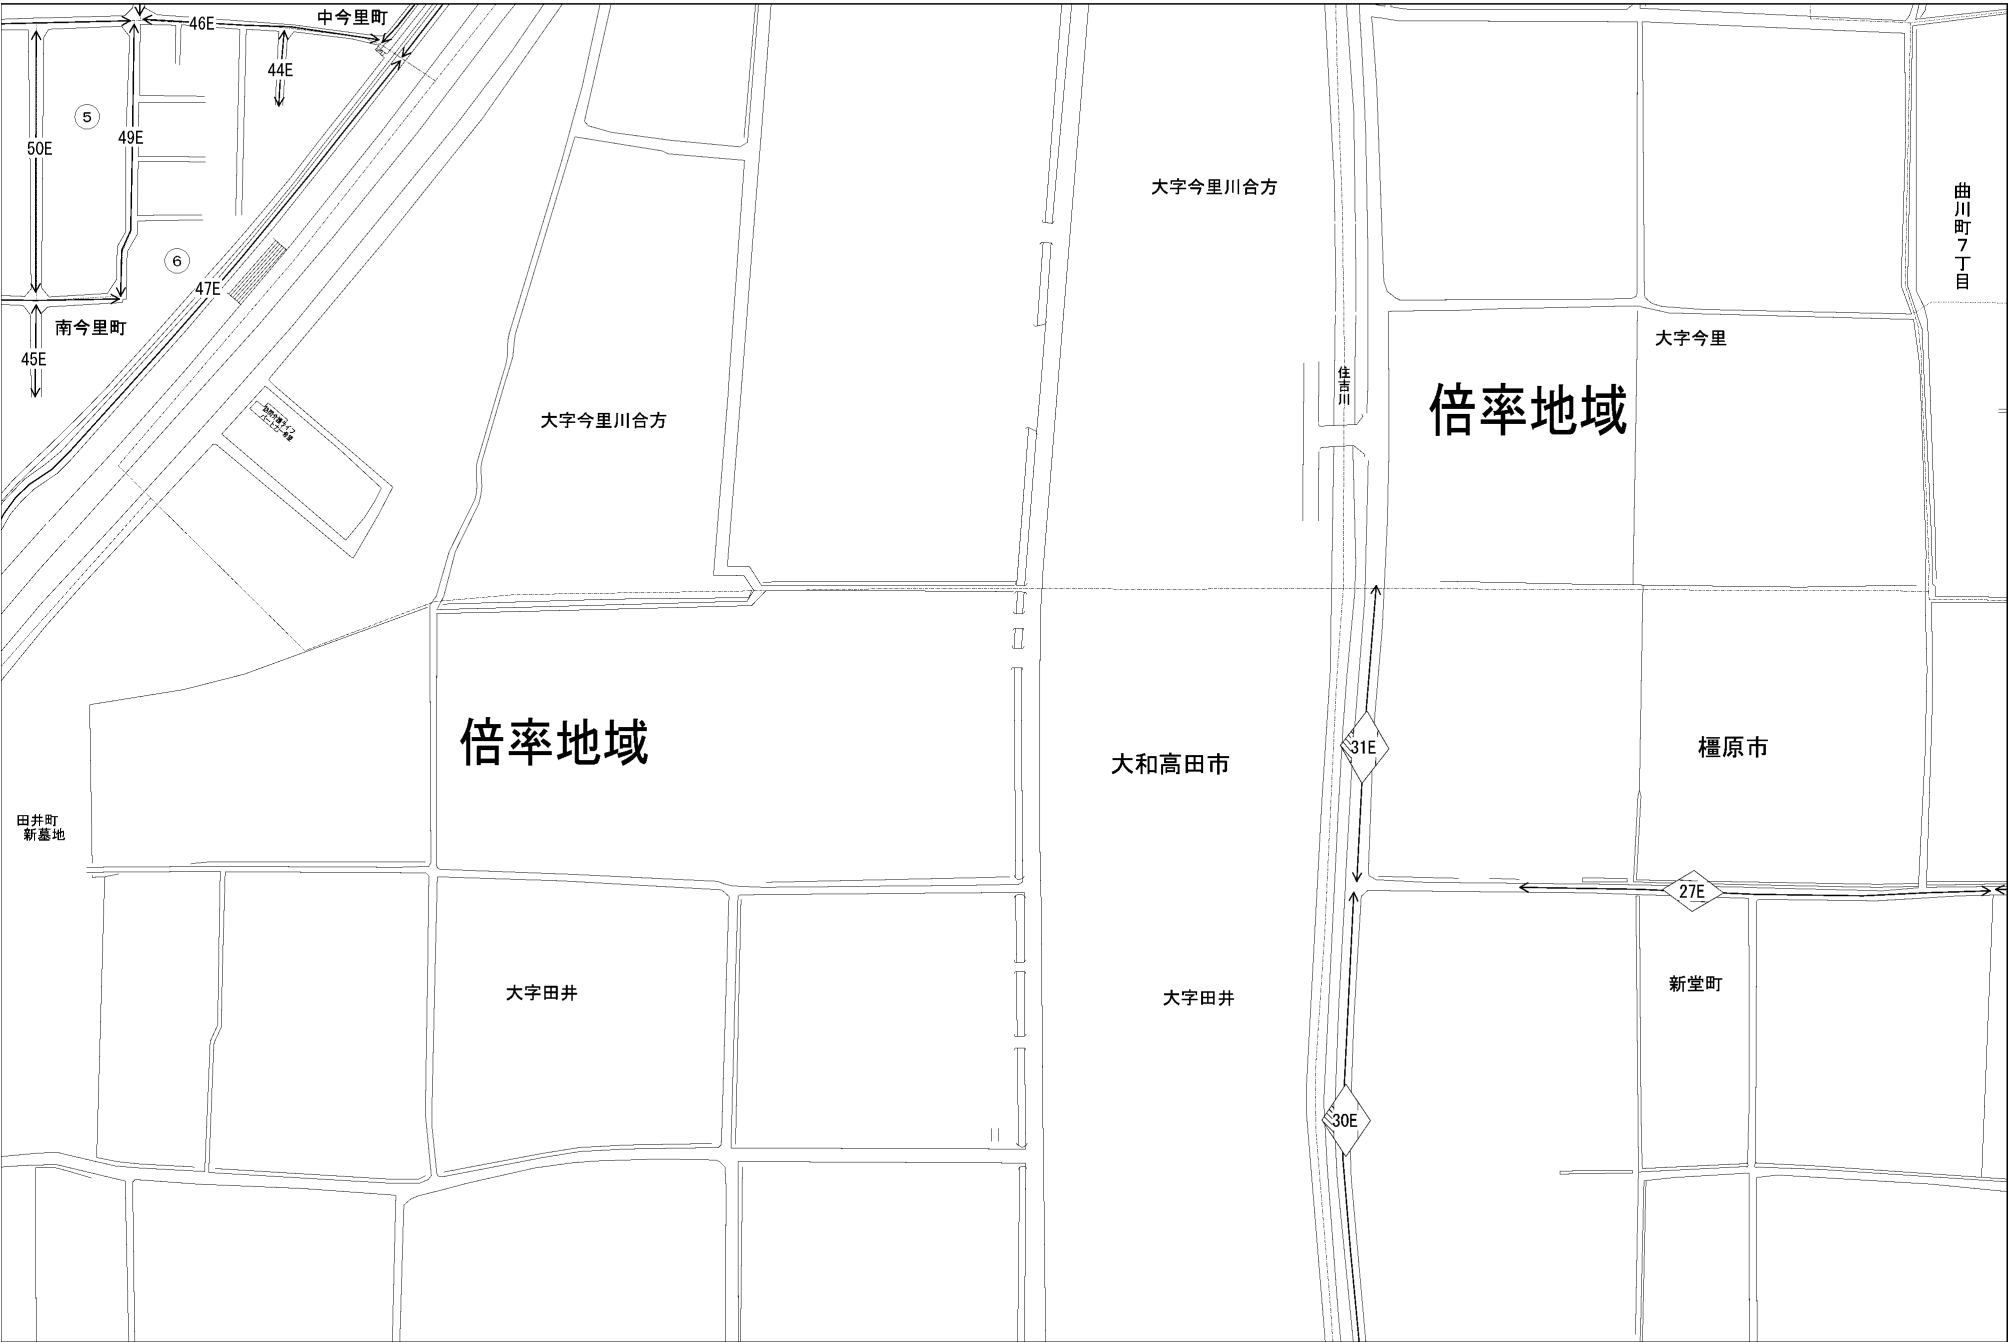 46E
中今里町
44E
5
49E
50E
6
47E
南今里町
45E
大字今里川合方
曲川町7丁目
大字今里
住吉川
倍率地域
大字今里川合方
倍率地域
31E
大和高田市
橿原市
田井町
新墓地
27E
大字田井
大字田井
新堂町
30E